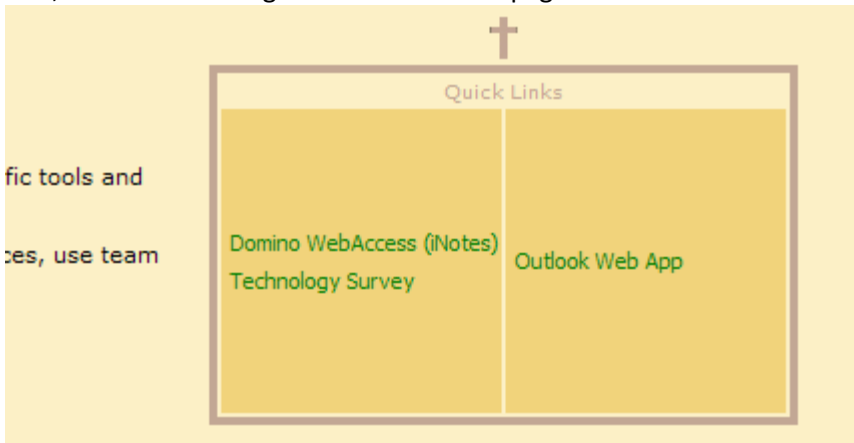 Quick Links
fic tools and
ces, use team
Domino WebAccess (iNotes)
Technology Survey
Outlook Web App